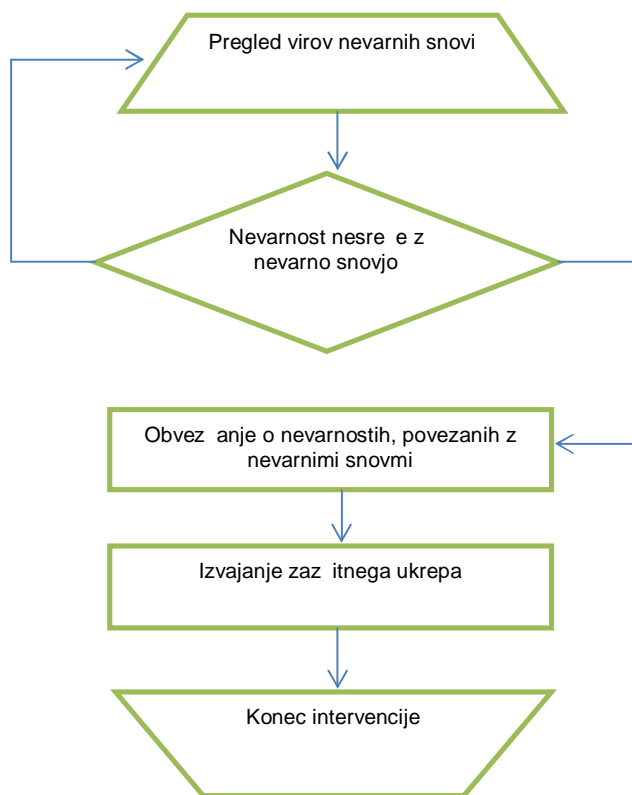 Pregled virov nevarnih snovi
Nevarnost nesre e z
nevarno snovjo
Obvez anje o nevarnostih, povezanih z
nevarnimi snovmi
Izvajanje zaz itnega ukrepa
Konec intervencije